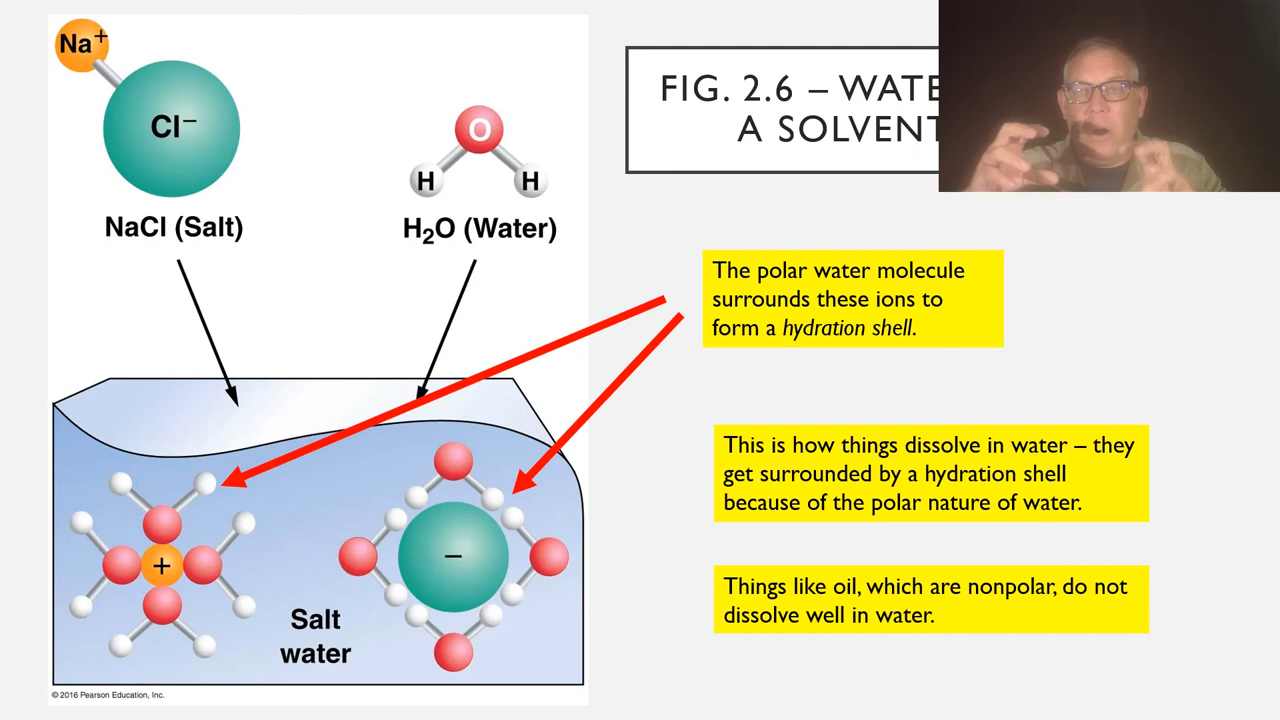 Na+
Cl−
NaCl (Salt)
O
H H
H₂O (Water)
FIG. 2.6 –
A SOLVENT
The polar water molecule
surrounds these ions to
form a hydration shell.
This is how things dissolve in water – they
get surrounded by a hydration shell
because of the polar nature of water.
Things like oil, which are nonpolar, do not
dissolve well in water.
+
−
Salt
water
© 2016 Pearson Education, Inc.